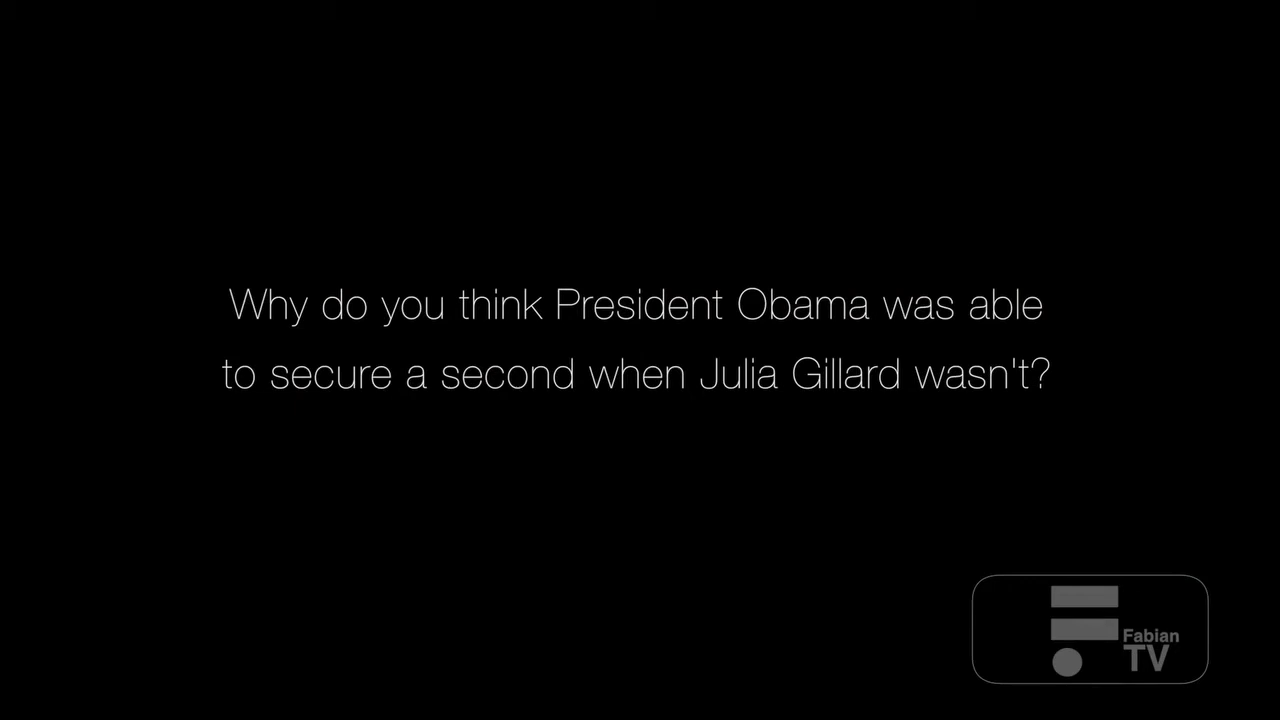 Why do you think President Obama was able
to secure a second when Julia Gillard wasn't?
Fabian
TV